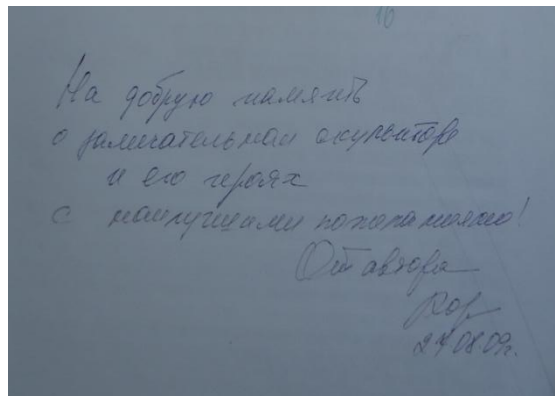 10
На добрую память
о замечательном скульпторе
и его героях
с наилучшими пожеланиями!
От автора
27.08.09г.